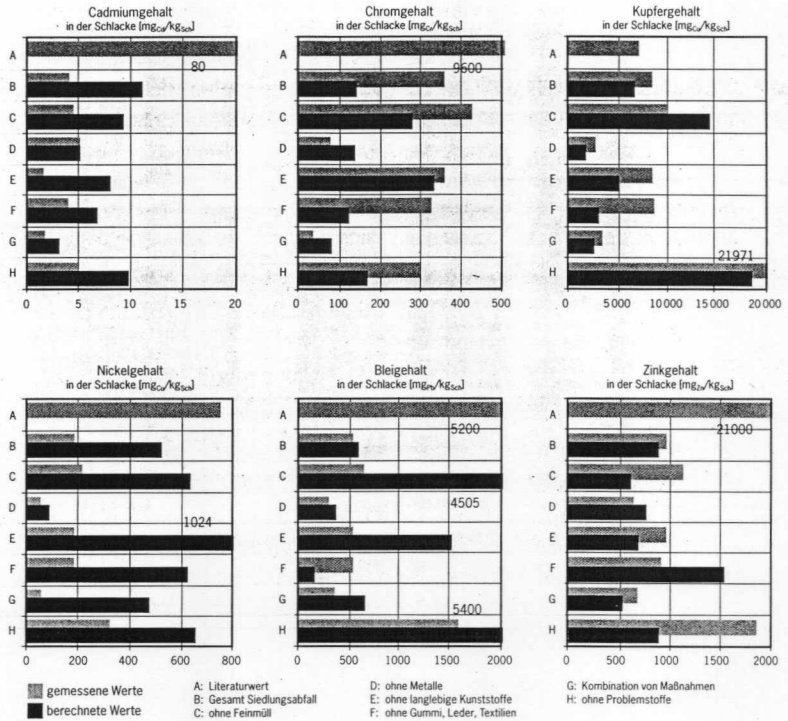 Cadmiumgehalt
in der Schlacke [mgCu/kgSch]
A
80
B
C
D
E
F
G
H
0 5 10 15 20
Chromgehalt
in der Schlacke [mgCr/kgSch]
A
9600
B
C
D
E
F
G
H
0 100 200 300 400 500
Kupfergehalt
in der Schlacke [mgCu/kgSch]
A
B
C
D
E
F
G
21971
H
0 5000 10000 15 000 20000
Nickelgehalt
in der Schlacke [mgCu/kgSch]
A
B
C
D
1024
E
F
G
H
0 200 400 600 800
Bleigehalt
in der Schlacke [mgPb/kgSch]
A
5200
B
C
4505
D
E
F
G
5400
H
0 500 1000 1500 2000
Zinkgehalt
in der Schlacke [mgZn/kgSch]
A
21000
B
C
D
E
F
G
H
0 500 1000 1500 2000
gemessene Werte
berechnete Werte
A: Literaturwert
B: Gesamt Siedlungsabfall
C: ohne Feinmüll
D: ohne Metalle
E: ohne langlebige Kunststoffe
F: ohne Gummi, Leder, Textilien
G: Kombination von Maßnahmen
H: ohne Problemstoffe